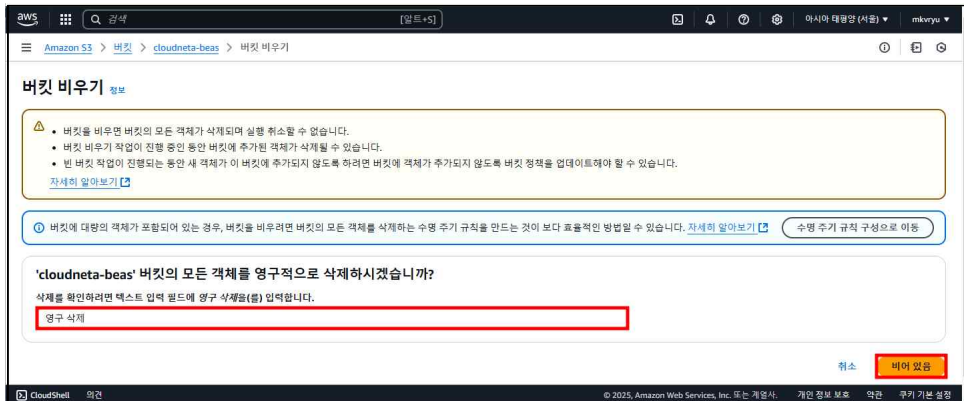 aws 검색 [알트+S] 아시아 태평양 (서울) ▼ mkvryu ▼
Amazon S3 > 버킷 > cloudneta-beas > 버킷 비우기
버킷 비우기 정보
• 버킷을 비우면 버킷의 모든 객체가 삭제되며 실행 취소할 수 없습니다.
• 버킷 비우기 작업이 진행 중인 동안 버킷에 추가된 객체가 삭제될 수 있습니다.
• 빈 버킷 작업이 진행되는 동안 새 객체가 이 버킷에 추가되지 않도록 하려면 버킷에 객체가 추가되지 않도록 버킷 정책을 업데이트해야 할 수 있습니다.
자세히 알아보기
버킷에 대량의 객체가 포함되어 있는 경우, 버킷을 비우려면 버킷의 모든 객체를 삭제하는 수명 주기 규칙을 만드는 것이 보다 효율적인 방법일 수 있습니다. 자세히 알아보기 수명 주기 규칙 구성으로 이동
'cloudneta-beas' 버킷의 모든 객체를 영구적으로 삭제하시겠습니까?
삭제를 확인하려면 텍스트 입력 필드에 영구 삭제을(를) 입력합니다.
영구 삭제
취소 비어 있음
CloudShell 의견 © 2025, Amazon Web Services, Inc. 또는 계열사. 개인 정보 보호 약관 쿠키 기본 설정